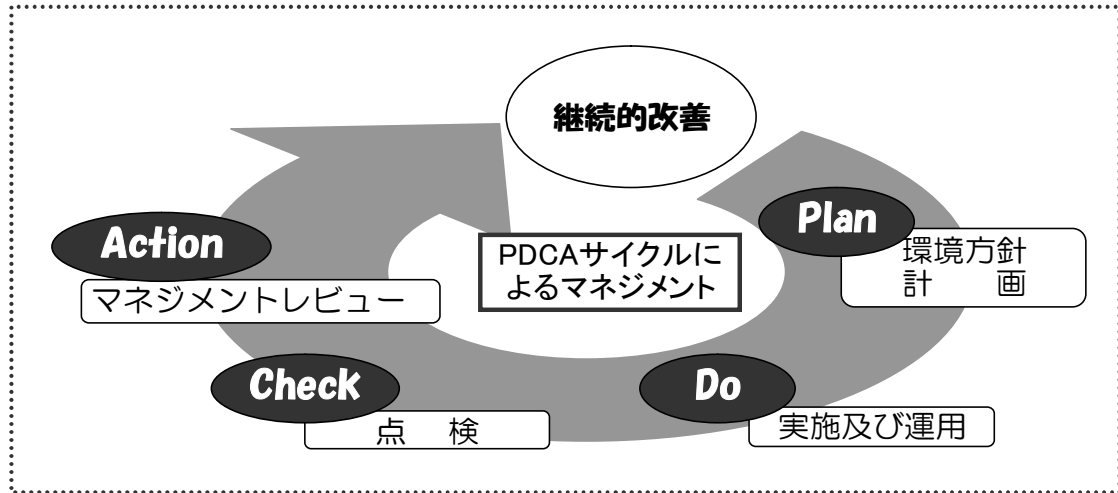 継続的改善
Plan
環境方針
計　　画
PDCAサイクルに
よるマネジメント
Action
マネジメントレビュー
Check
点　検
Do
実施及び運用